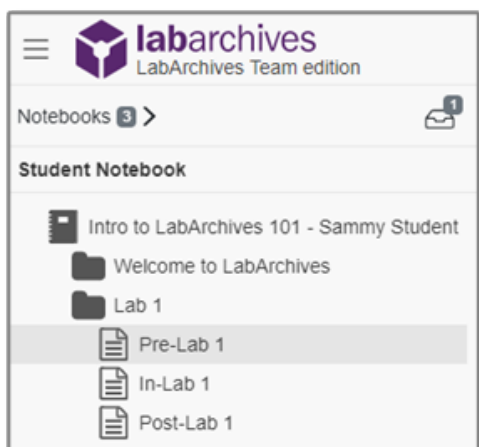 labarchives
LabArchives Team edition
Notebooks 3 >
1
Student Notebook
Intro to LabArchives 101 - Sammy Student
Welcome to LabArchives
Lab 1
Pre-Lab 1
In-Lab 1
Post-Lab 1